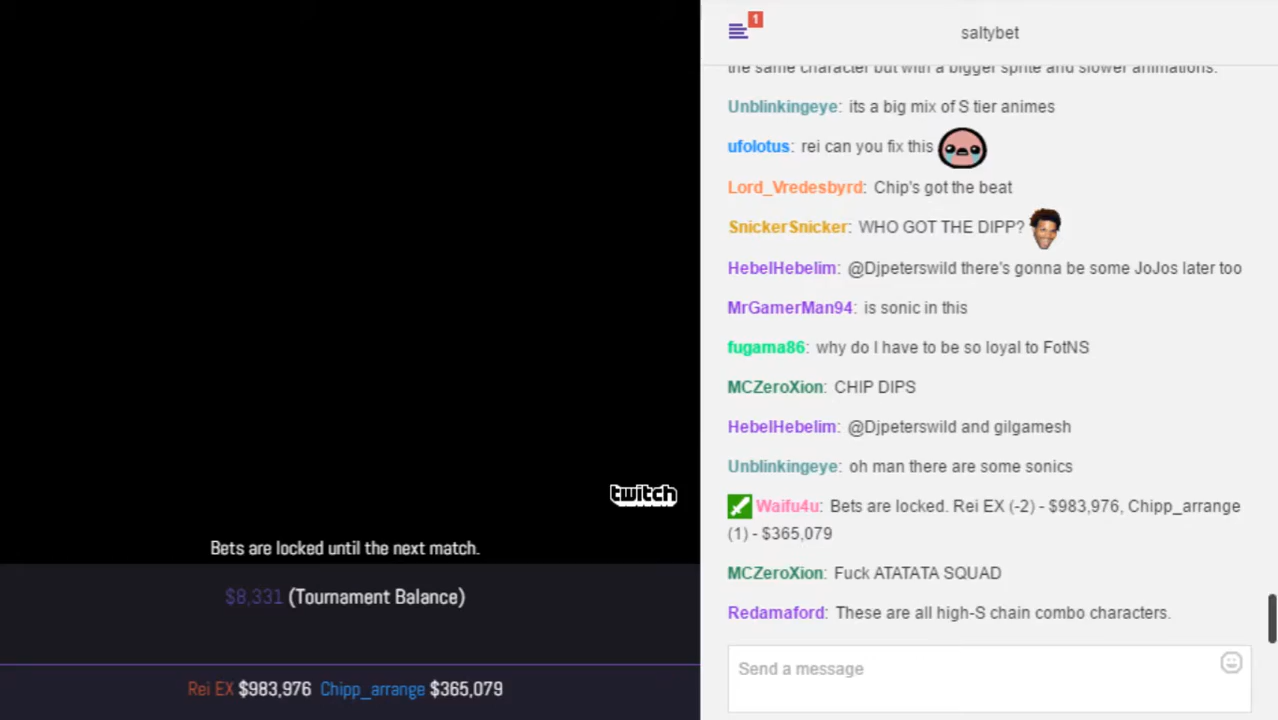 twitch
Bets are locked until the next match.
$8,331 (Tournament Balance)
Rei EX $983,976 Chipp_arrange $365,079
1
saltybet
the same character but with a bigger sprite and slower animations.
Unblinkingeye: its a big mix of S tier animes
ufolotus: rei can you fix this
Lord_Vredesbyrd: Chip's got the beat
SnickerSnicker: WHO GOT THE DIPP?
HebelHebelim: @Djpeterswild there's gonna be some JoJos later too
MrGamerMan94: is sonic in this
fugama86: why do I have to be so loyal to FotNS
MCZeroXion: CHIP DIPS
HebelHebelim: @Djpeterswild and gilgamesh
Unblinkingeye: oh man there are some sonics
Waifu4u: Bets are locked. Rei EX (-2) - $983,976, Chipp_arrange
(1) - $365,079
MCZeroXion: Fuck ATATATA SQUAD
Redamaford: These are all high-S chain combo characters.
Send a message